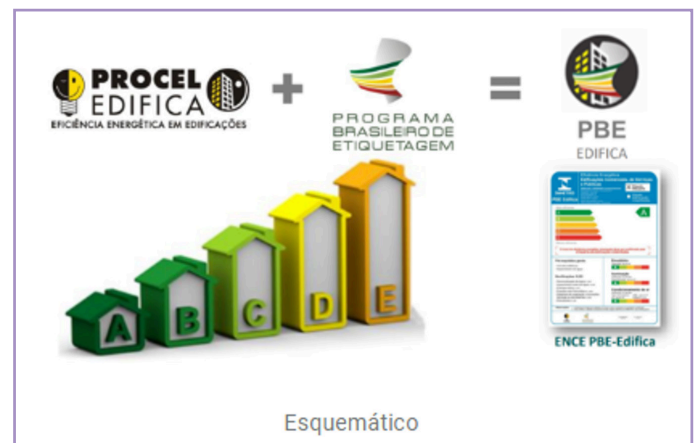 PROCEL
EDIFICA
EFICIÊNCIA ENERGÉTICA EM EDIFICAÇÕES
+
PROGRAMA
BRASILEIRO DE
ETIQUETAGEM
=
PBE
EDIFICA
A
B
C
D
E
PBE Edifica
A
ENCE PBE-Edifica
Esquemático